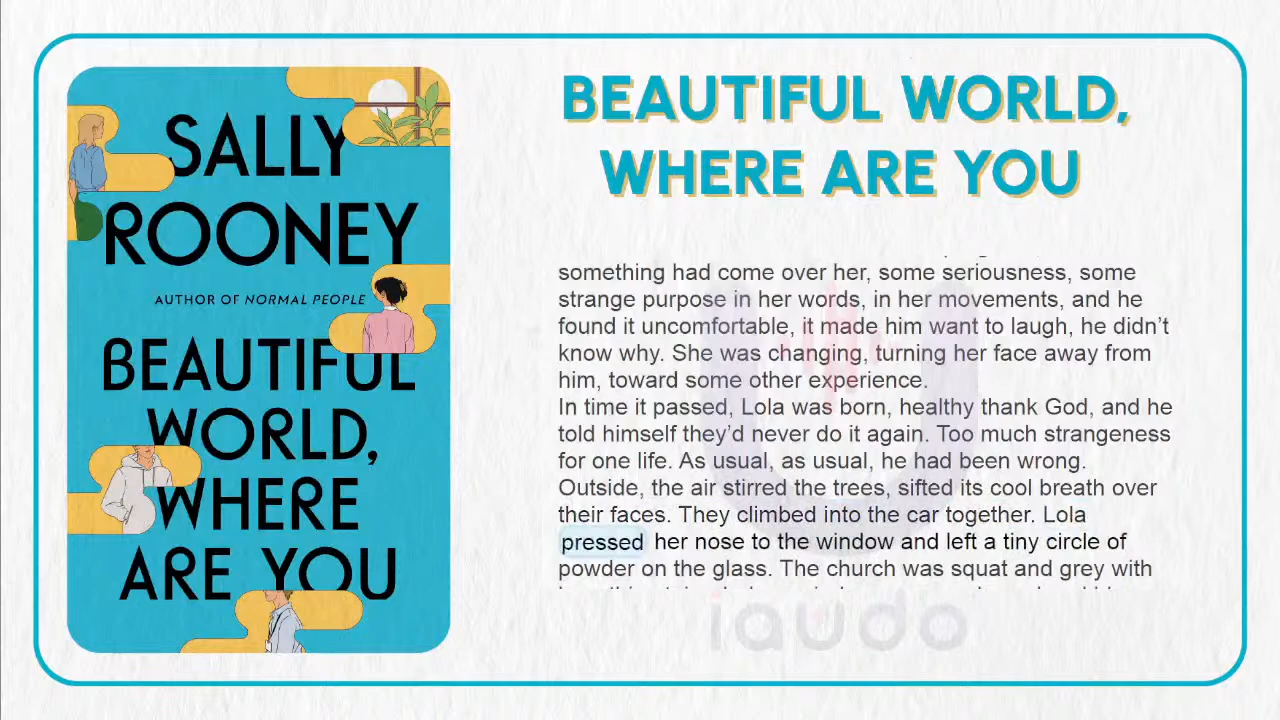 SALLY
ROONEY
AUTHOR OF NORMAL PEOPLE
BEAUTIFUL
WORLD,
WHERE
ARE YOU
BEAUTIFUL WORLD,
WHERE ARE YOU
something had come over her, some seriousness, some
strange purpose in her words, in her movements, and he
found it uncomfortable, it made him want to laugh, he didn’t
know why. She was changing, turning her face away from
him, toward some other experience.
In time it passed, Lola was born, healthy thank God, and he
told himself they’d never do it again. Too much strangeness
for one life. As usual, as usual, he had been wrong.
Outside, the air stirred the trees, sifted its cool breath over
their faces. They climbed into the car together. Lola
pressed her nose to the window and left a tiny circle of
powder on the glass. The church was squat and grey with
iaudo